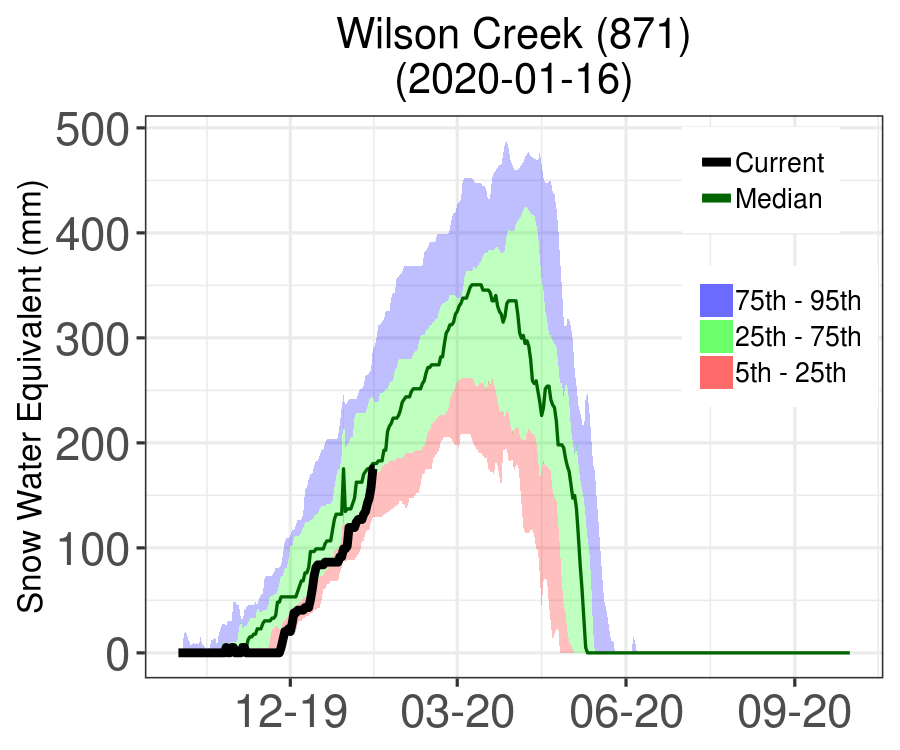 Wilson Creek (871)
(2020-01-16)
Snow Water Equivalent (mm)
500
400
300
200
100
0
12-19
03-20
06-20
09-20
Current
Median
75th - 95th
25th - 75th
5th - 25th